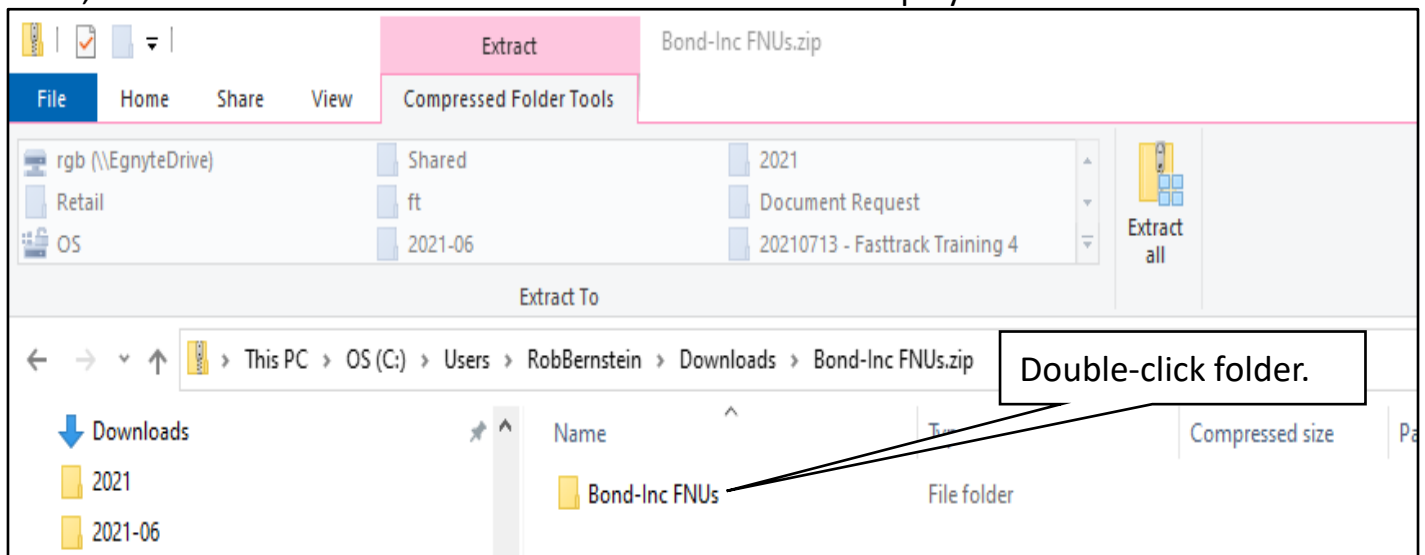 Extract Bond-Inc FNUs.zip
File Home Share View Compressed Folder Tools
rgb (\\EgnyteDrive) Shared 2021
Retail ft Document Request
OS 2021-06 20210713 - Fasttrack Training 4
Extract all
Extract To
This PC > OS (C:) > Users > RobBernstein > Downloads > Bond-Inc FNUs.zip
Double-click folder.
Downloads Name Compressed size
2021 Bond-Inc FNUs File folder
2021-06